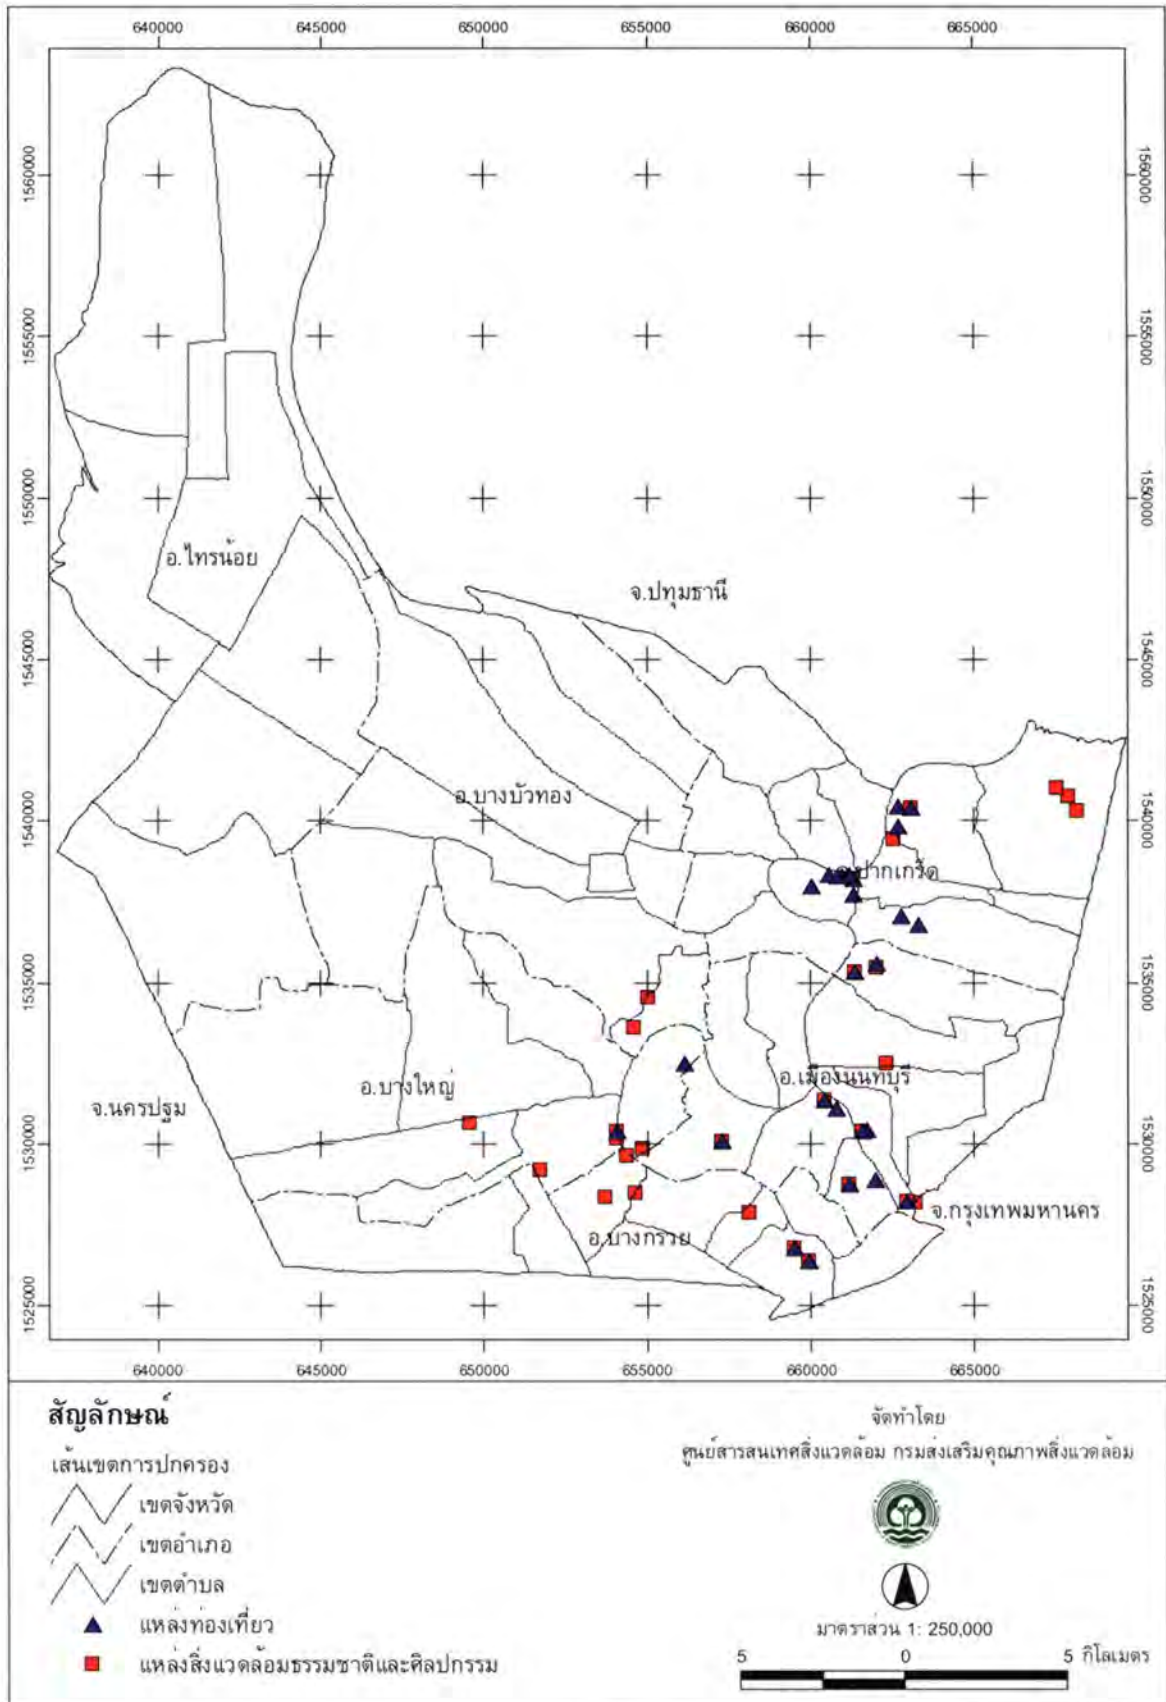 640000 645000 650000 655000 660000 665000
1560000 1560000
1555000 1555000
1550000 1550000
อ.ไทรน้อย
จ.ปทุมธานี
1545000 1545000
อ.บางบัวทอง
1540000 1540000
อ.ปากเกร็ด
1535000 1535000
อ.บางใหญ่
อ.เมืองนนทบุรี
จ.นครปฐม
1530000 1530000
จ.กรุงเทพมหานคร
อ.บางกรวย
1525000 1525000
640000 645000 650000 655000 660000 665000
สัญลักษณ์
เส้นเขตการปกครอง
เขตจังหวัด
เขตอำเภอ
เขตตำบล
แหล่งท่องเที่ยว
แหล่งสิ่งแวดล้อมธรรมชาติและศิลปกรรม
จัดทำโดย
ศูนย์สารสนเทศสิ่งแวดล้อม กรมส่งเสริมคุณภาพสิ่งแวดล้อม
มาตราส่วน 1: 250,000
5 0 5 กิโลเมตร